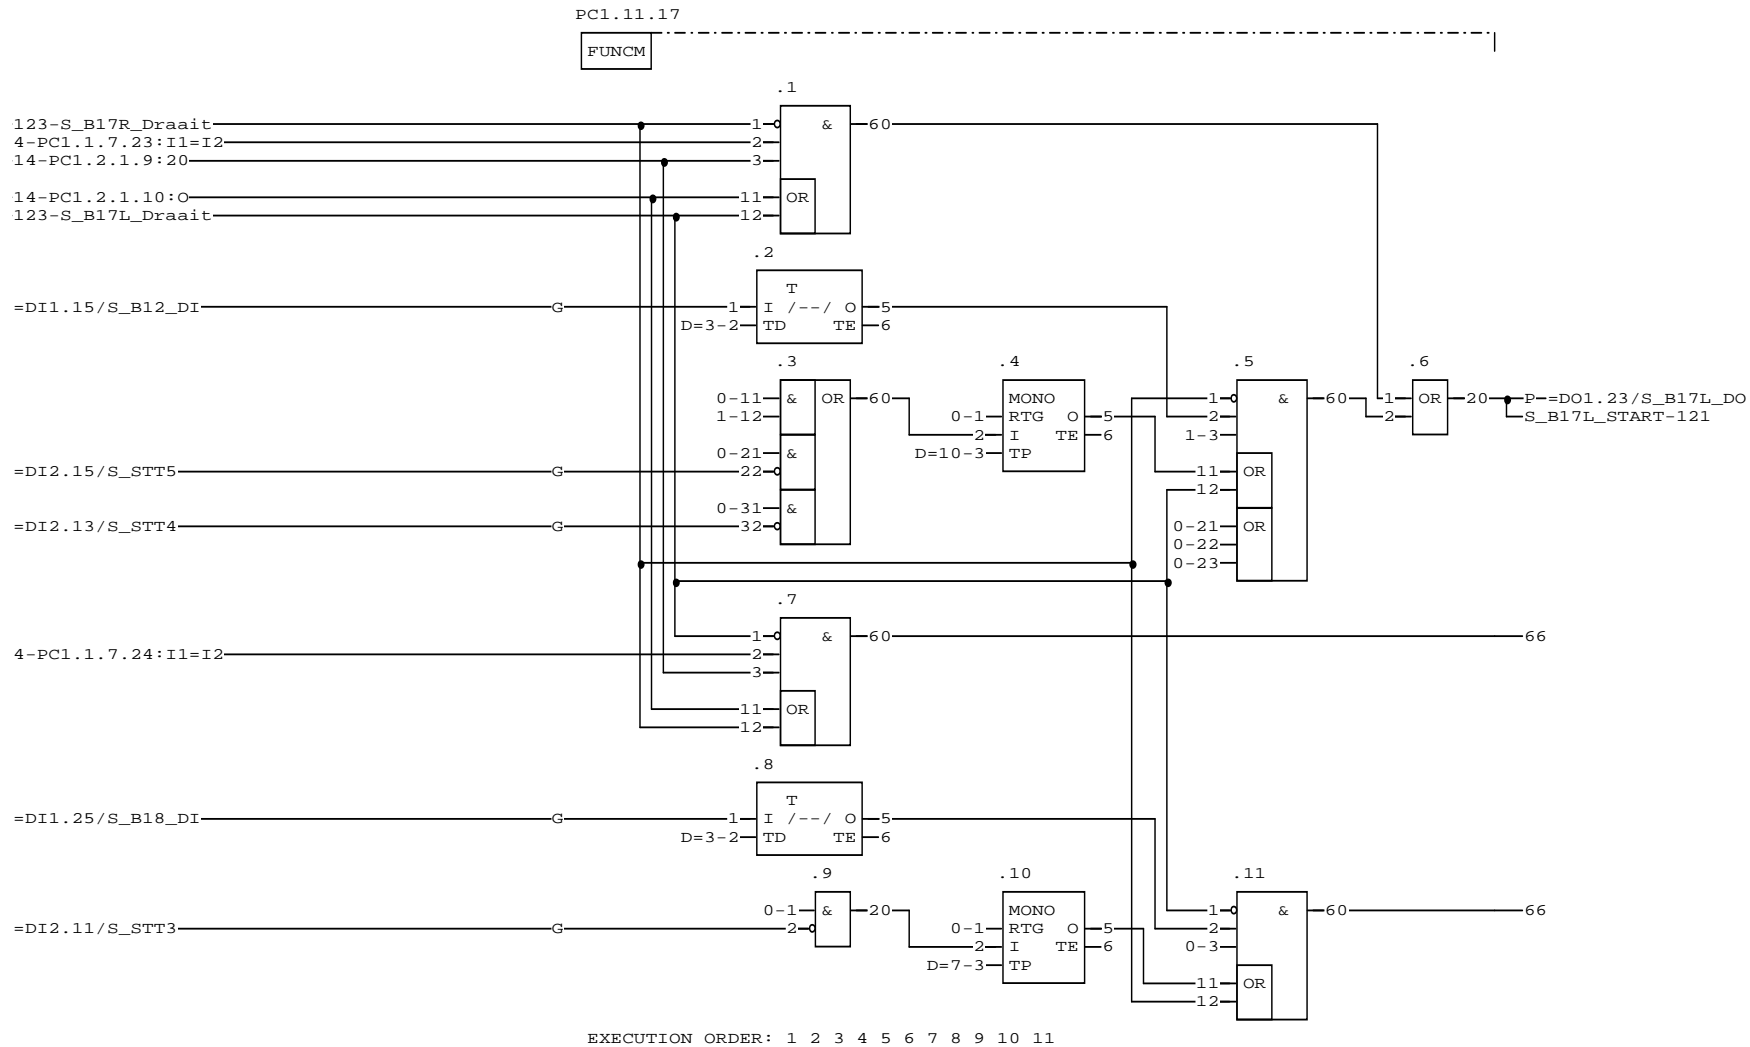 PC1.11.17
FUNCM
.1
123-S_B17R_Draait 1 & 60
4-PC1.1.7.23:I1=I2 2
14-PC1.2.1.9:20 3
14-PC1.2.1.10:O 11 OR
123-S_B17L_Draait 12
.2
T
=DI1.15/S_B12_DI G 1 I /--/ O 5
D=3-2 TD TE 6
.3 .4 .5 .6
0-11 & OR 60 MONO 1 & 60 1 OR 20 P =DO1.23/S_B17L_DO
1-12 0-1 RTG O 5 2 2 S_B17L_START-121
2 I TE 6 1-3
0-21 & D=10-3 TP
=DI2.15/S_STT5 G 22 11 OR
12
0-31 &
=DI2.13/S_STT4 G 32 0-21 OR
0-22
0-23
.7
1 & 60 66
4-PC1.1.7.24:I1=I2 2
3
11 OR
12
.8
T
=DI1.25/S_B18_DI G 1 I /--/ O 5
D=3-2 TD TE 6
.9 .10 .11
0-1 & 20 MONO 1 & 60 66
=DI2.11/S_STT3 G 2 0-1 RTG O 5 2
2 I TE 6 0-3
D=7-3 TP
11 OR
12
EXECUTION ORDER: 1 2 3 4 5 6 7 8 9 10 11